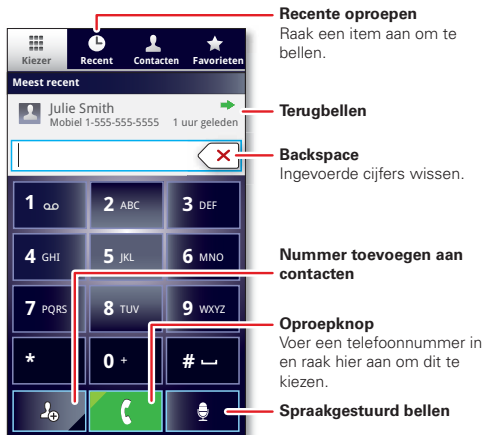 Kiezer Recent Contacten Favorieten
Meest recent
Julie Smith
Mobiel 1-555-555-5555 1 uur geleden
1
2 ABC
3 DEF
4 GHI
5 JKL
6 MNO
7 PQRS
8 TUV
9 WXYZ
*
0 +
#
Recente oproepen
Raak een item aan om te
bellen.
Terugbellen
Backspace
Ingevoerde cijfers wissen.
Nummer toevoegen aan
contacten
Oproepknop
Voer een telefoonnummer in
en raak hier aan om dit te
kiezen.
Spraakgestuurd bellen